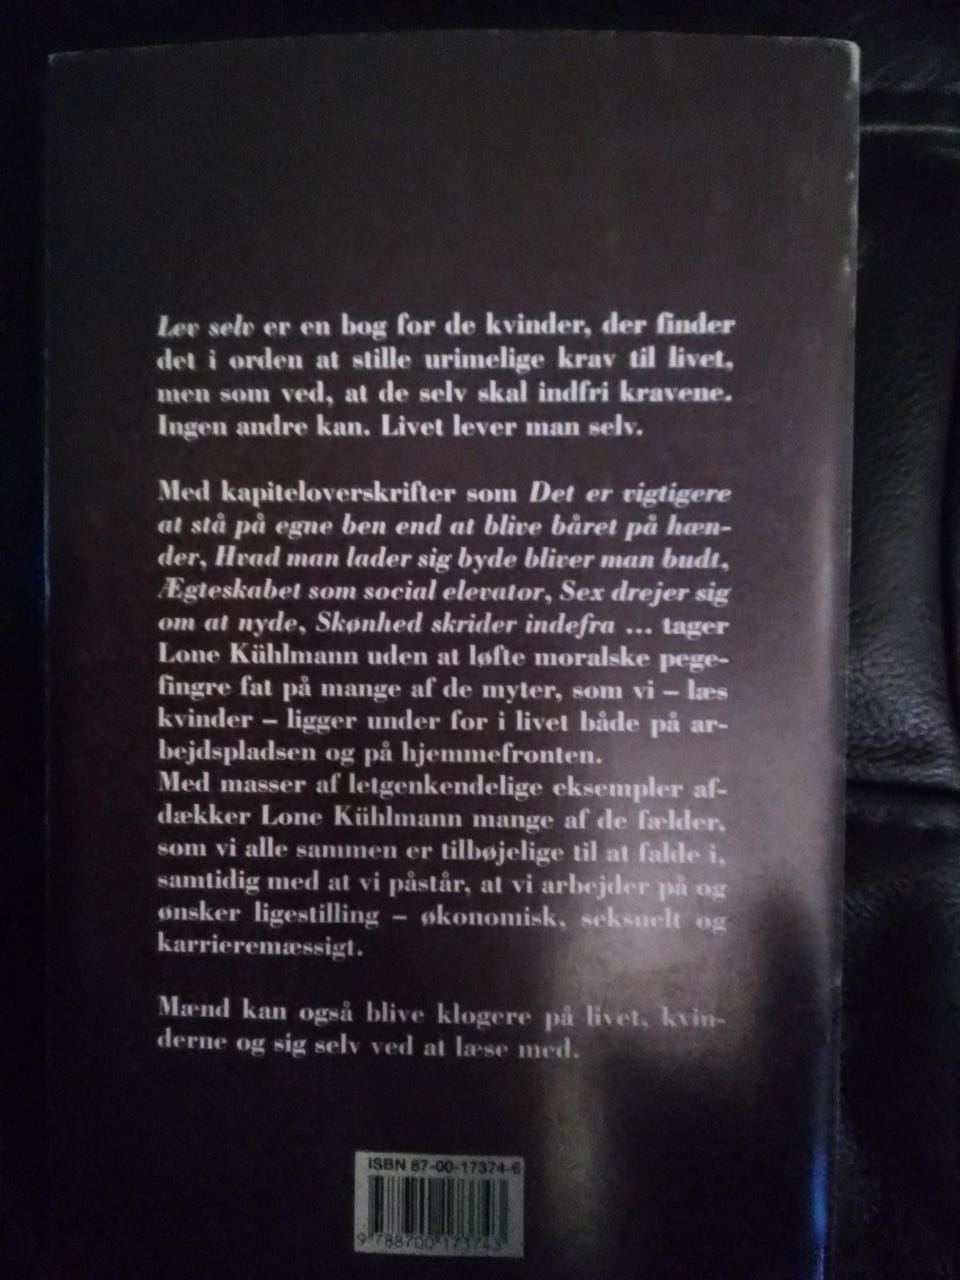 Lev selv er en bog for de kvinder, der finder
det i orden at stille urimelige krav til livet,
men som ved, at de selv skal indfri kravene.
Ingen andre kan. Livet lever man selv.
Med kapiteloverskrifter som Det er vigtigere
at stå på egne ben end at blive båret på hæn-
der, Hvad man lader sig byde bliver man budt,
Ægteskabet som social elevator, Sex drejer sig
om at nyde, Skønhed skrider indefra ... tager
Lone Kühlmann uden at løfte moralske pege-
fingre fat på mange af de myter, som vi – læs
kvinder – ligger under for i livet både på ar-
bejdspladsen og på hjemmefronten.
Med masser af letgenkendelige eksempler af-
dækker Lone Kühlmann mange af de fælder,
som vi alle sammen er tilbøjelige til at falde i,
samtidig med at vi påstår, at vi arbejder på og
ønsker ligestilling – økonomisk, seksuelt og
karrieremæssigt.
Mænd kan også blive klogere på livet, kvin-
derne og sig selv ved at læse med.
ISBN 87-00-17374-6
9 788700 173743